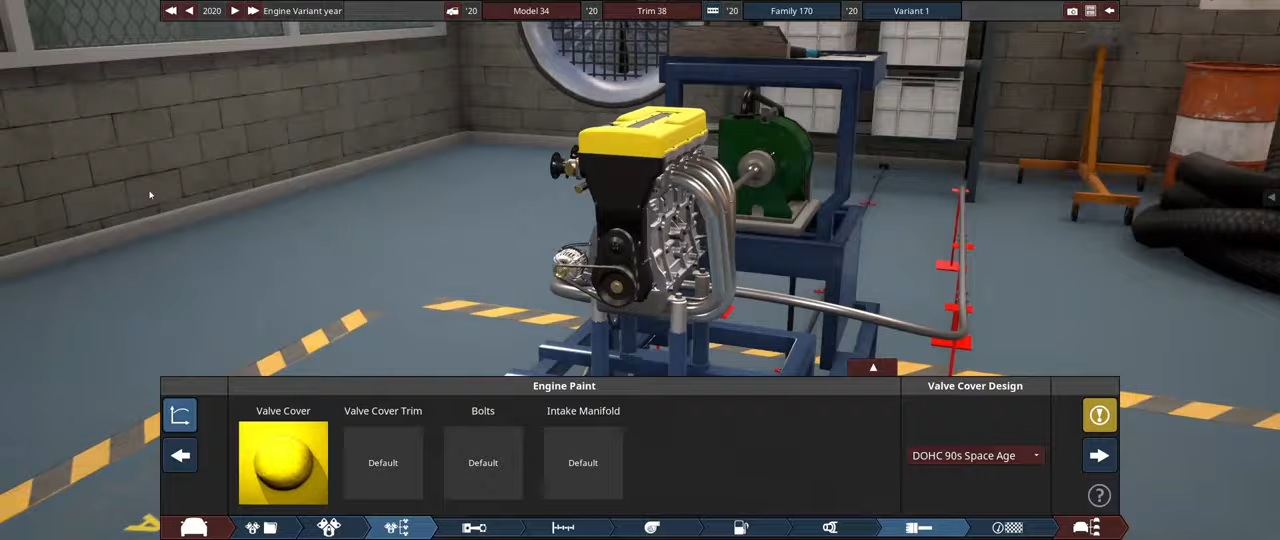 2020 Engine Variant year '20 Model 34 '20 Trim 38 '20 Family 170 '20 Variant 1
Engine Paint Valve Cover Design
Valve Cover Valve Cover Trim Bolts Intake Manifold
Default Default Default DOHC 90s Space Age